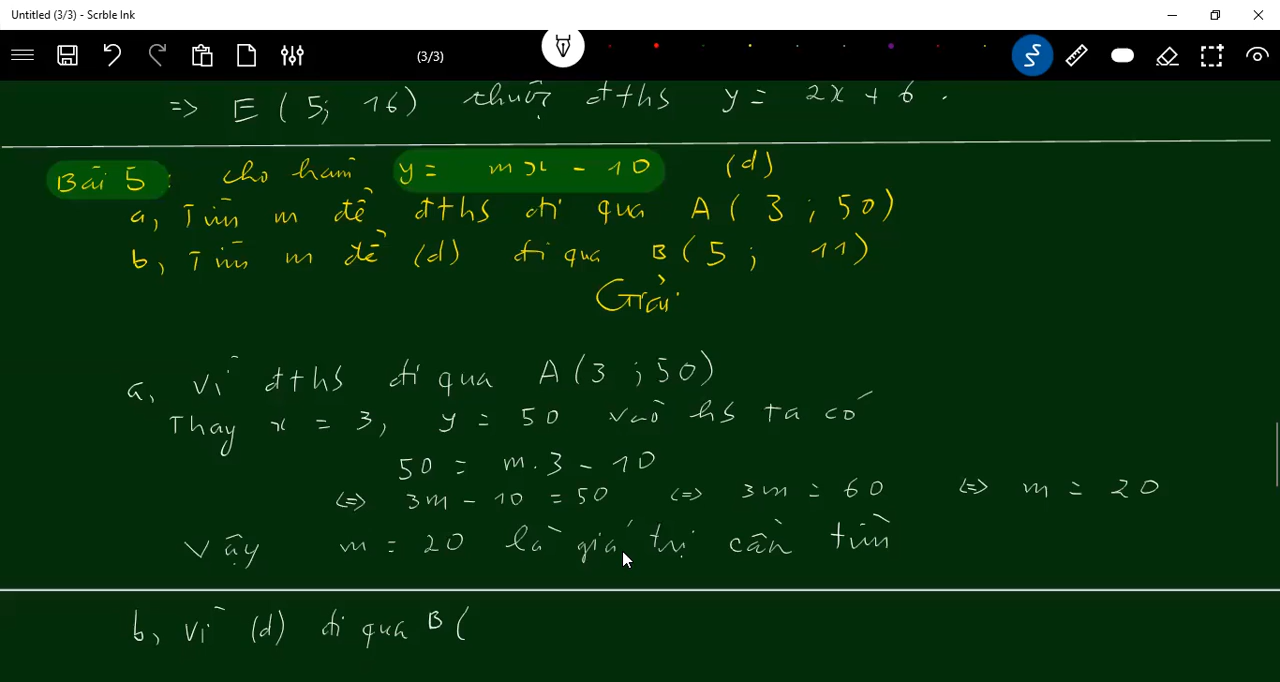 Untitled (3/3) - Scrble Ink
(3/3)
=> E ( 5; 16) thuộc đths y = 2x + 6 .
Bài 5 : cho hàm y = mx - 10 (d)
a, Tìm m để đths đi qua A ( 3 ; 50)
b, Tìm m để (d) đi qua B ( 5 ; 11)
Giải
a, Vì đths đi qua A ( 3 ; 50)
Thay x = 3, y = 50 vào hs ta có
50 = m . 3 - 10
<=> 3m - 10 = 50 <=> 3m = 60 <=> m = 20
Vậy m = 20 là giá trị cần tìm
b, Vì (d) đi qua B (